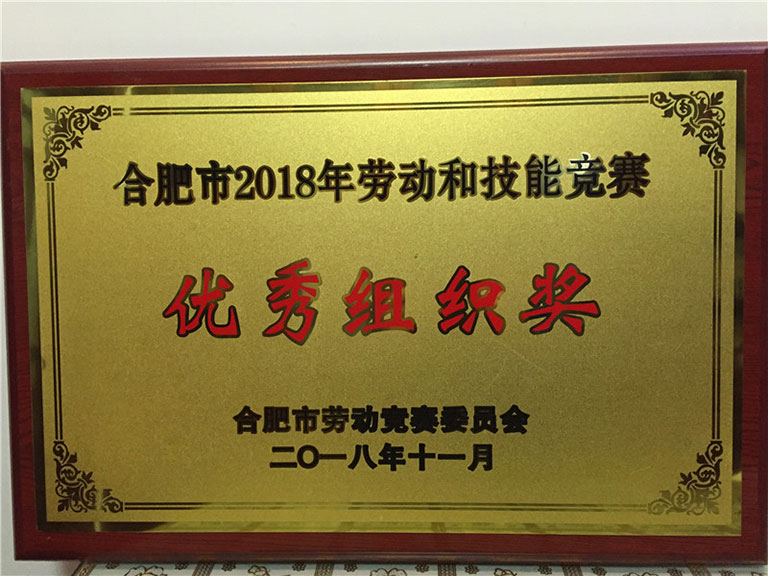 合肥市2018年劳动和技能竞赛
优秀组织奖
合肥市劳动竞赛委员会
二〇一八年十一月